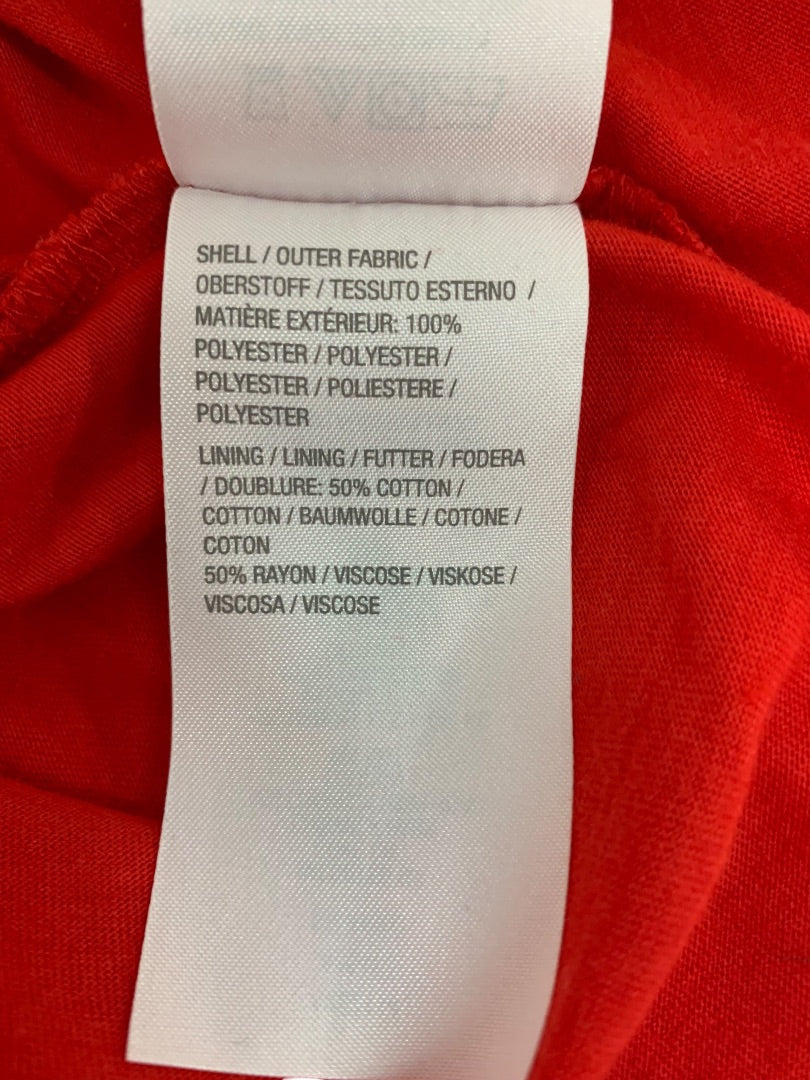 SHELL / OUTER FABRIC /
OBERSTOFF / TESSUTO ESTERNO /
MATIÈRE EXTÉRIEUR: 100%
POLYESTER / POLYESTER /
POLYESTER / POLIESTERE /
POLYESTER
LINING / LINING / FUTTER / FODERA
/ DOUBLURE: 50% COTTON /
COTTON / BAUMWOLLE / COTONE /
COTON
50% RAYON / VISCOSE / VISKOSE /
VISCOSA / VISCOSE